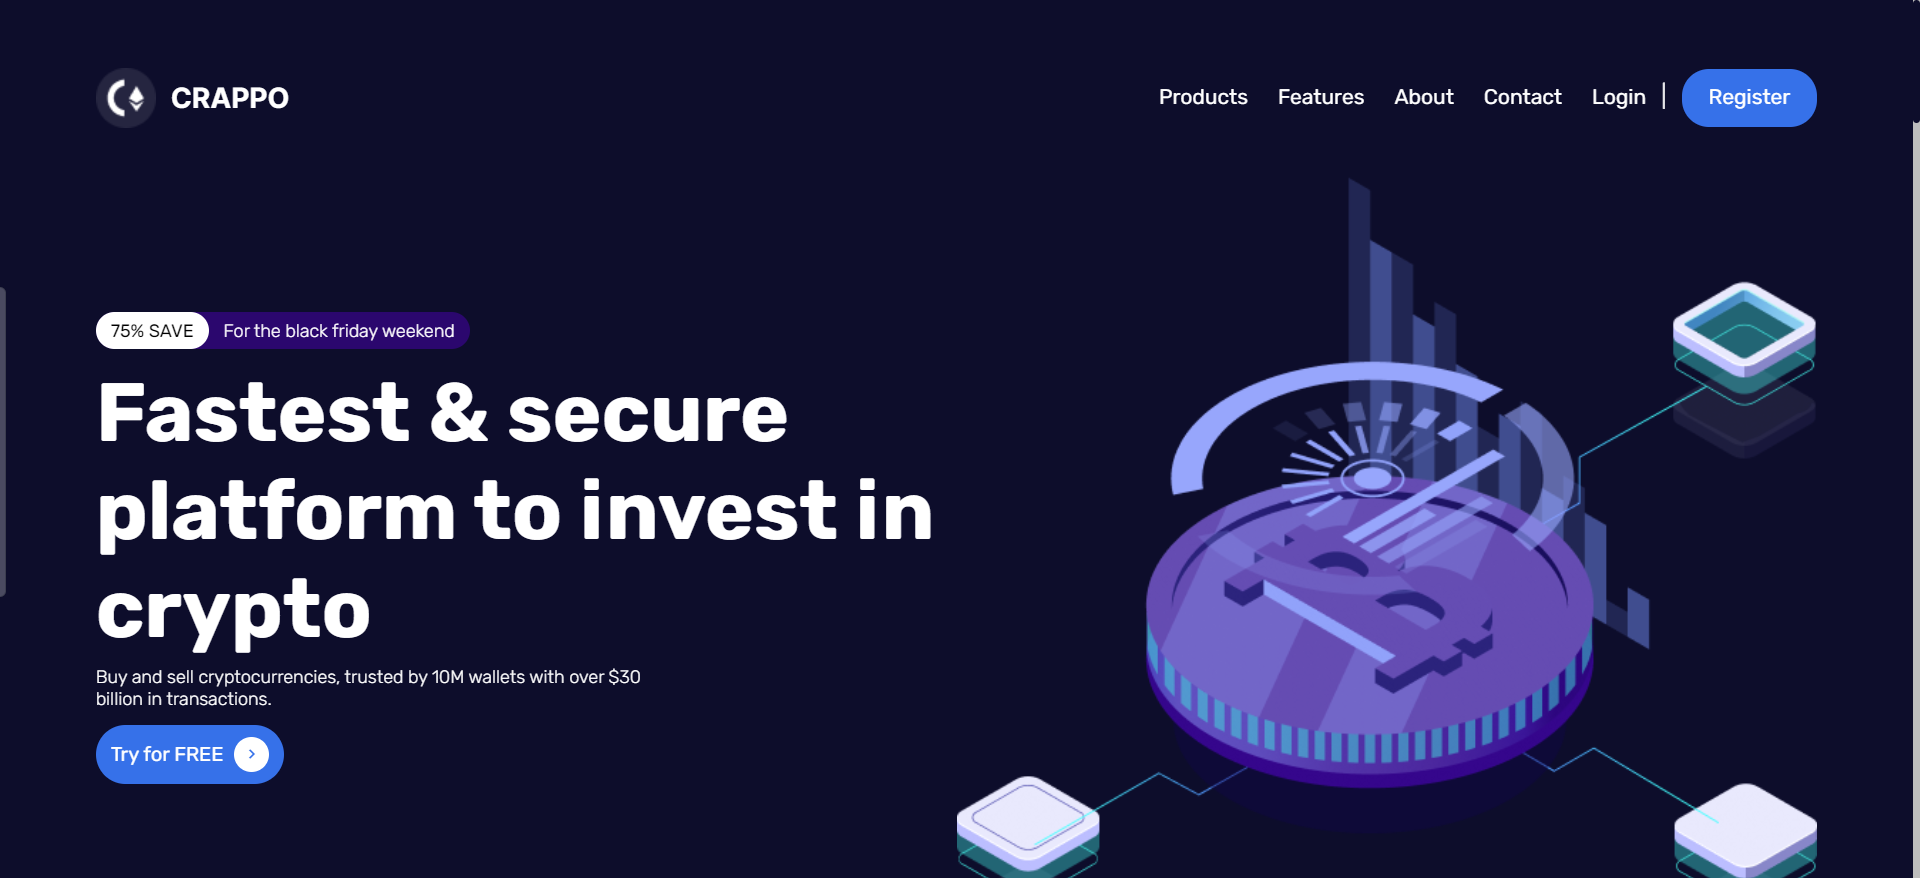 CRAPPO
Products Features About Contact Login | Register
75% SAVE For the black friday weekend
Fastest & secure
platform to invest in
crypto
Buy and sell cryptocurrencies, trusted by 10M wallets with over $30
billion in transactions.
Try for FREE